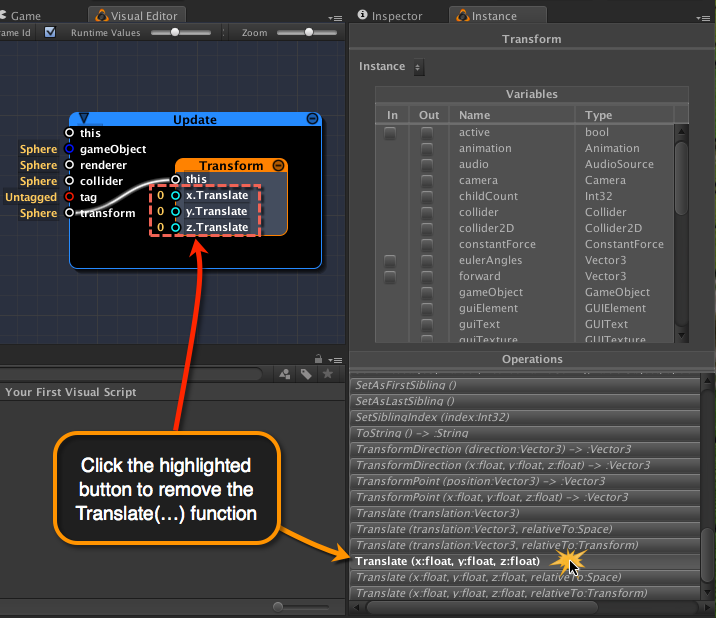 Game
Visual Editor
Inspector
Instance
ame Id
Runtime Values
Zoom
Transform
Instance
Variables
In Out Name Type
active bool
animation Animation
audio AudioSource
camera Camera
childCount Int32
collider Collider
collider2D Collider2D
constantForce ConstantForce
eulerAngles Vector3
forward Vector3
gameObject GameObject
guiElement GUIElement
guiText GUIText
guiTexture GUITexture
Update
this
Sphere gameObject
Sphere renderer
Sphere collider
Untagged tag
Sphere transform
Transform
this
0 x.Translate
0 y.Translate
0 z.Translate
Operations
SetAsFirstSibling ()
SetAsLastSibling ()
SetSiblingIndex (index:Int32)
ToString () -> :String
TransformDirection (direction:Vector3) -> :Vector3
TransformDirection (x:float, y:float, z:float) -> :Vector3
TransformPoint (position:Vector3) -> :Vector3
TransformPoint (x:float, y:float, z:float) -> :Vector3
Translate (translation:Vector3)
Translate (translation:Vector3, relativeTo:Space)
Translate (translation:Vector3, relativeTo:Transform)
Translate (x:float, y:float, z:float)
Translate (x:float, y:float, z:float, relativeTo:Space)
Translate (x:float, y:float, z:float, relativeTo:Transform)
Your First Visual Script
Click the highlighted
button to remove the
Translate(...) function